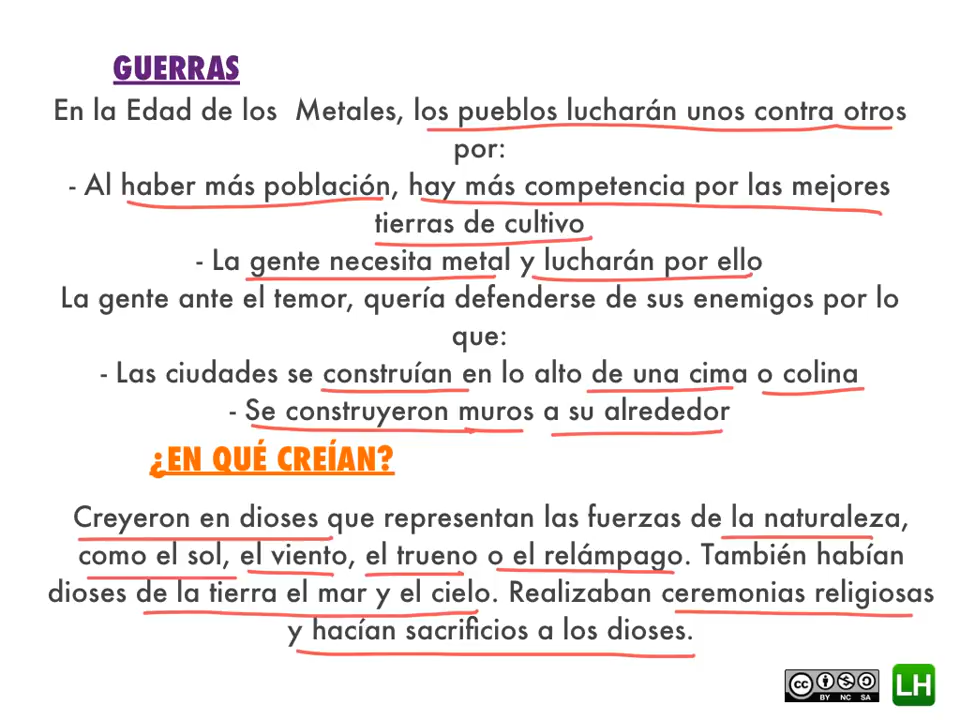 GUERRAS
En la Edad de los Metales, los pueblos lucharán unos contra otros
por:
- Al haber más población, hay más competencia por las mejores
tierras de cultivo
- La gente necesita metal y lucharán por ello
La gente ante el temor, quería defenderse de sus enemigos por lo
que:
- Las ciudades se construían en lo alto de una cima o colina
- Se construyeron muros a su alrededor
¿EN QUÉ CREÍAN?
Creyeron en dioses que representan las fuerzas de la naturaleza,
como el sol, el viento, el trueno o el relámpago. También habían
dioses de la tierra el mar y el cielo. Realizaban ceremonias religiosas
y hacían sacrificios a los dioses.
cc BY NC SA
LH